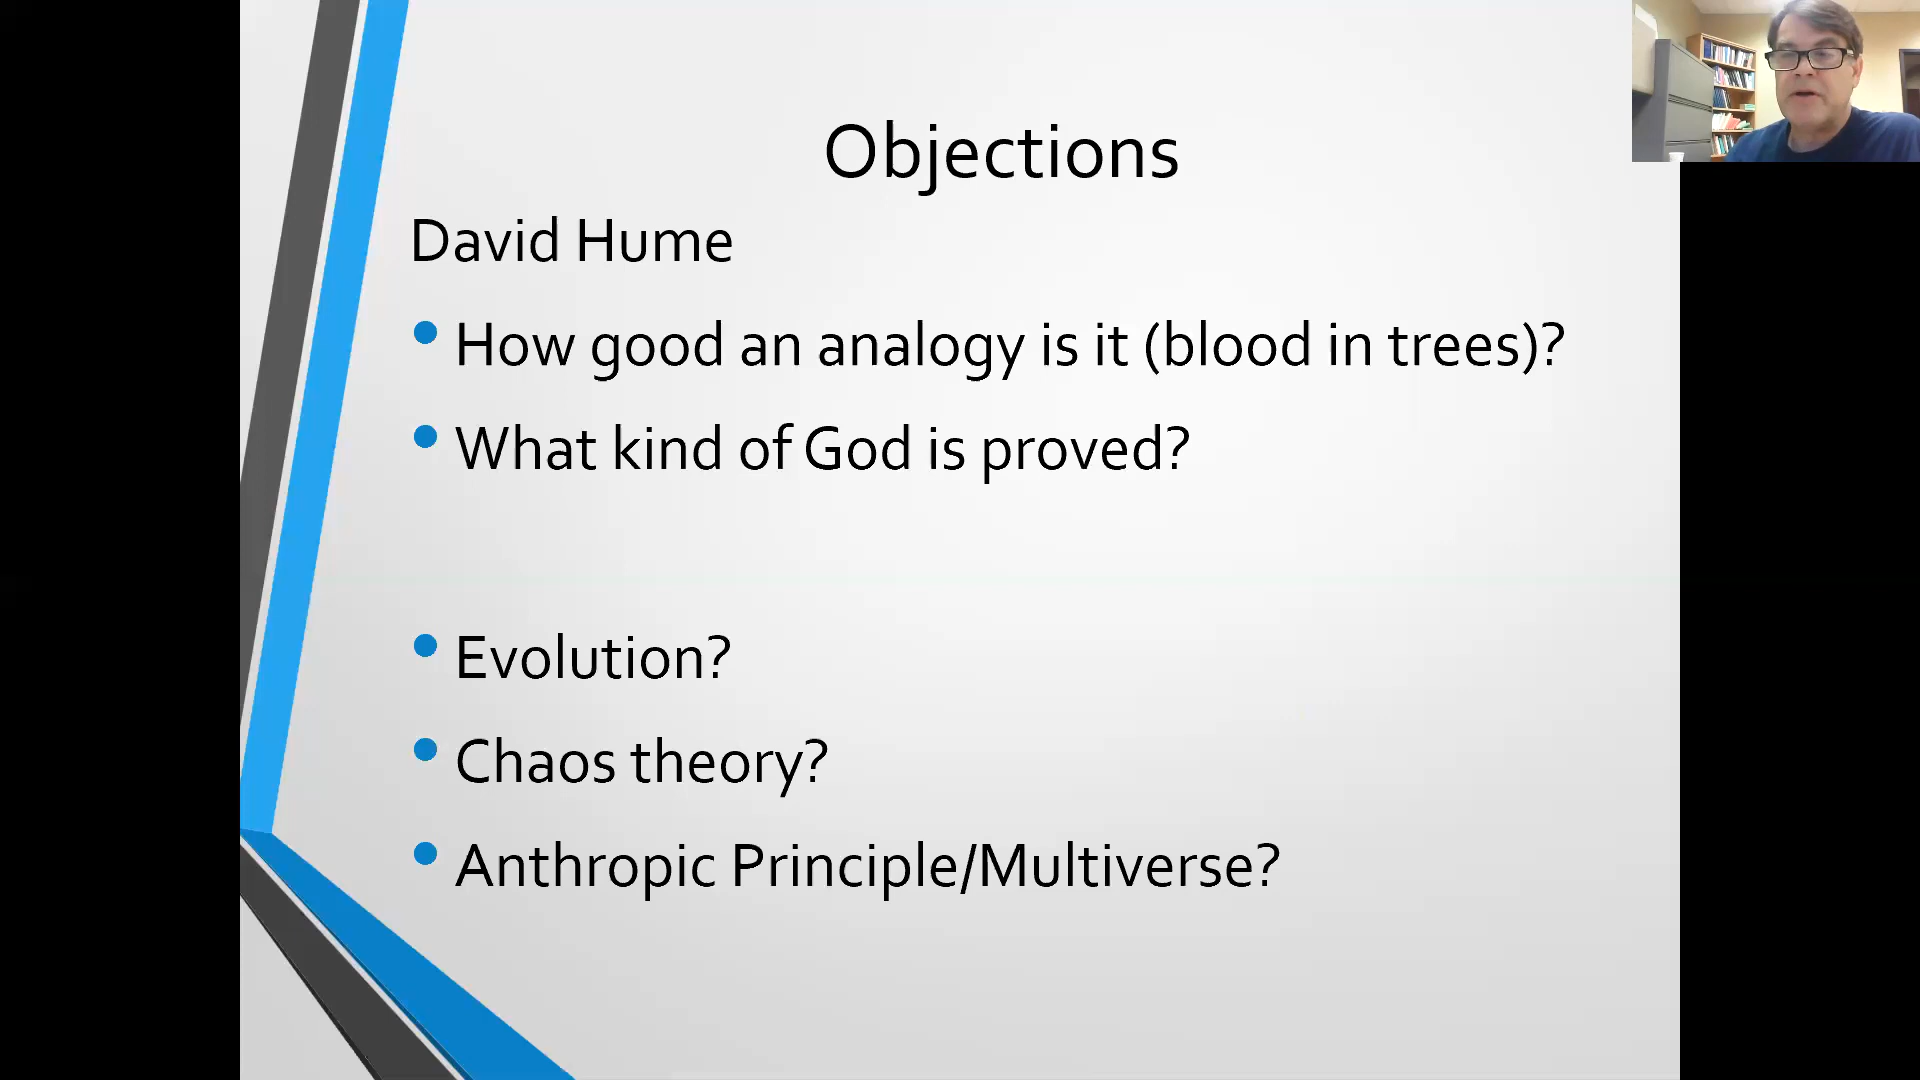 Objections
David Hume
• How good an analogy is it (blood in trees)?
• What kind of God is proved?
• Evolution?
• Chaos theory?
• Anthropic Principle/Multiverse?